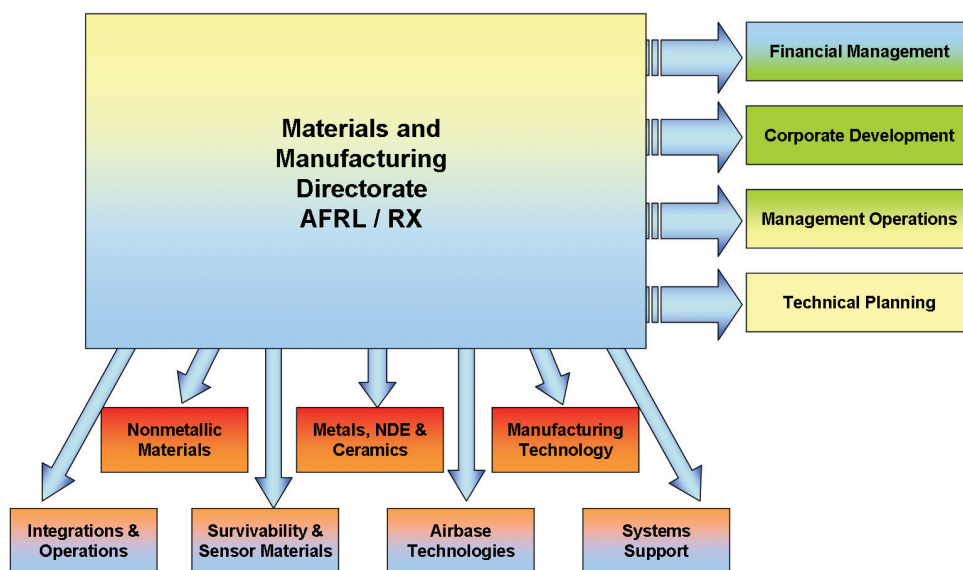 Materials and
Manufacturing
Directorate
AFRL / RX
Financial Management
Corporate Development
Management Operations
Technical Planning
Nonmetallic
Materials
Metals, NDE &
Ceramics
Manufacturing
Technology
Integrations &
Operations
Survivability &
Sensor Materials
Airbase
Technologies
Systems
Support